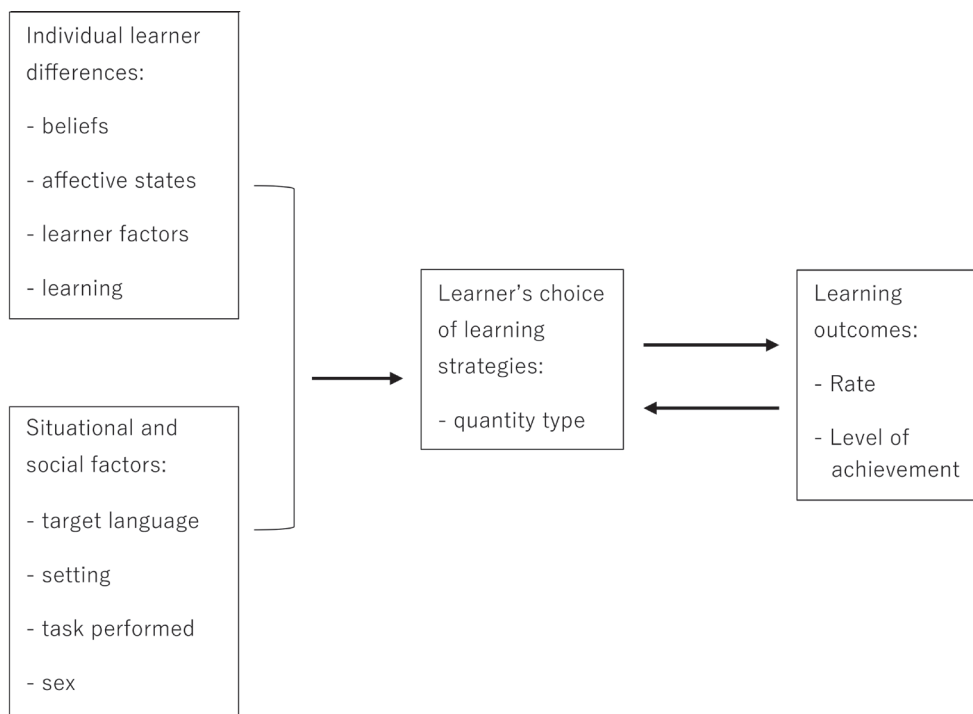 Individual learner
differences:
- beliefs
- affective states
- learner factors
- learning
Situational and
social factors:
- target language
- setting
- task performed
- sex
Learner’s choice
of learning
strategies:
- quantity type
Learning
outcomes:
- Rate
- Level of
achievement